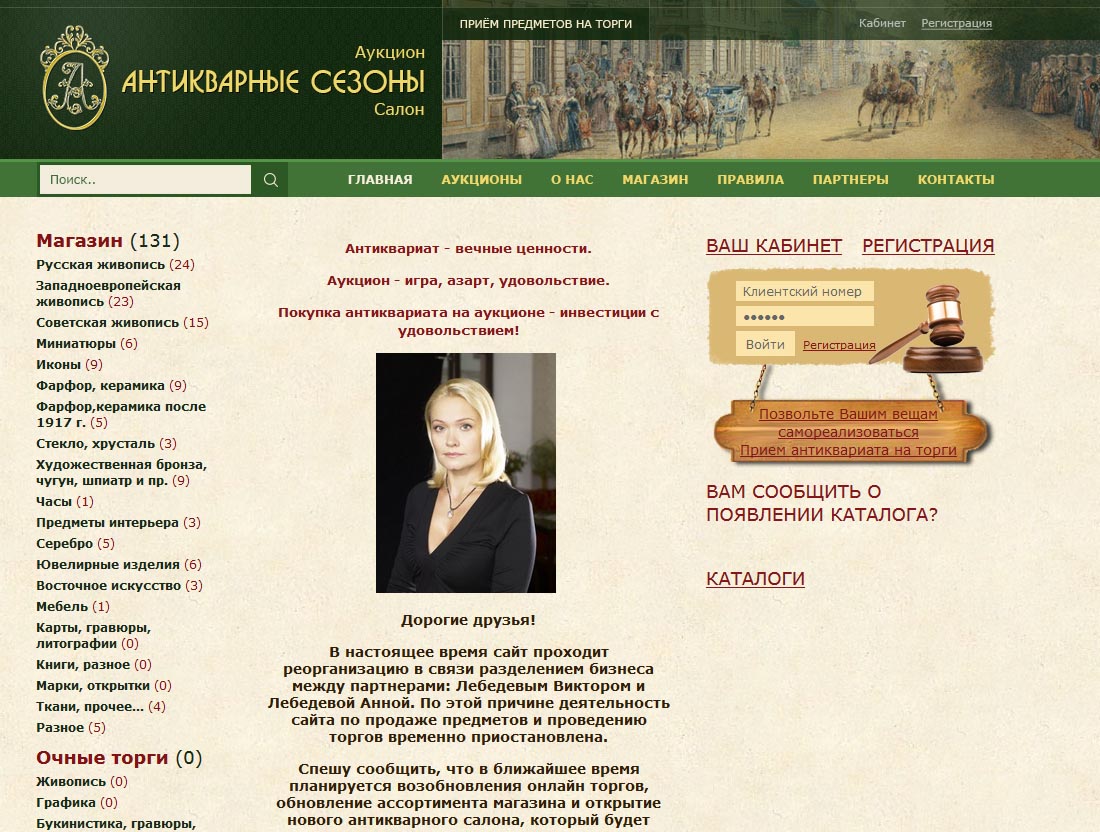 ПРИЁМ ПРЕДМЕТОВ НА ТОРГИ
Кабинет Регистрация
Аукцион
АНТИКВАРНЫЕ СЕЗОНЫ
Салон
Поиск..
ГЛАВНАЯ АУКЦИОНЫ О НАС МАГАЗИН ПРАВИЛА ПАРТНЕРЫ КОНТАКТЫ
Магазин (131)
Русская живопись (24)
Западноевропейская
живопись (23)
Советская живопись (15)
Миниатюры (6)
Иконы (9)
Фарфор, керамика (9)
Фарфор,керамика после
1917 г. (5)
Стекло, хрусталь (3)
Художественная бронза,
чугун, шпиатр и пр. (9)
Часы (1)
Предметы интерьера (3)
Серебро (5)
Ювелирные изделия (6)
Восточное искусство (3)
Мебель (1)
Карты, гравюры,
литографии (0)
Книги, разное (0)
Марки, открытки (0)
Ткани, прочее... (4)
Разное (5)
Очные торги (0)
Живопись (0)
Графика (0)
Букинистика, гравюры,
Антиквариат - вечные ценности.
Аукцион - игра, азарт, удовольствие.
Покупка антиквариата на аукционе - инвестиции с
удовольствием!
Дорогие друзья!
В настоящее время сайт проходит
реорганизацию в связи разделением бизнеса
между партнерами: Лебедевым Виктором и
Лебедевой Анной. По этой причине деятельность
сайта по продаже предметов и проведению
торгов временно приостановлена.
Спешу сообщить, что в ближайшее время
планируется возобновления онлайн торгов,
обновление ассортимента магазина и открытие
нового антикварного салона, который будет
ВАШ КАБИНЕТ РЕГИСТРАЦИЯ
Клиентский номер
••••••
Войти Регистрация
Позвольте Вашим вещам
самореализоваться
Прием антиквариата на торги
ВАМ СООБЩИТЬ О
ПОЯВЛЕНИИ КАТАЛОГА?
КАТАЛОГИ